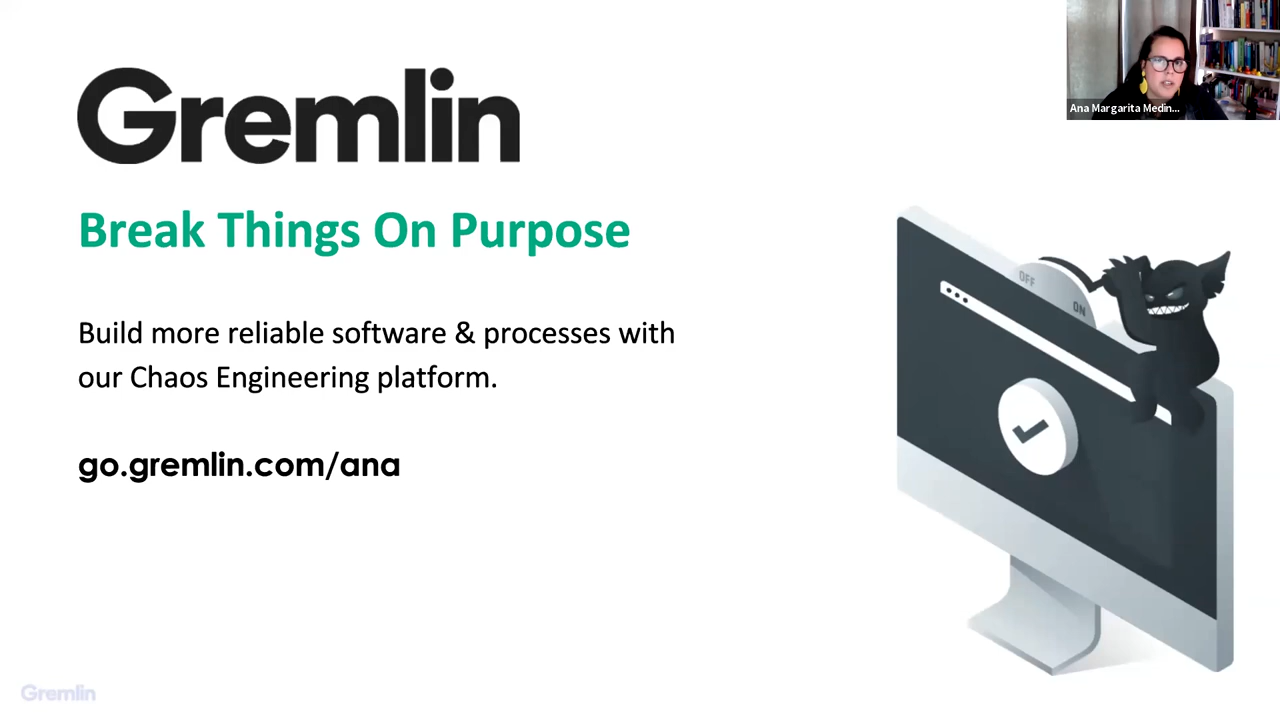 Gremlin
Ana Margarita Medin...
Break Things On Purpose
OFF
ON
Build more reliable software & processes with
our Chaos Engineering platform.
go.gremlin.com/ana
Gremlin